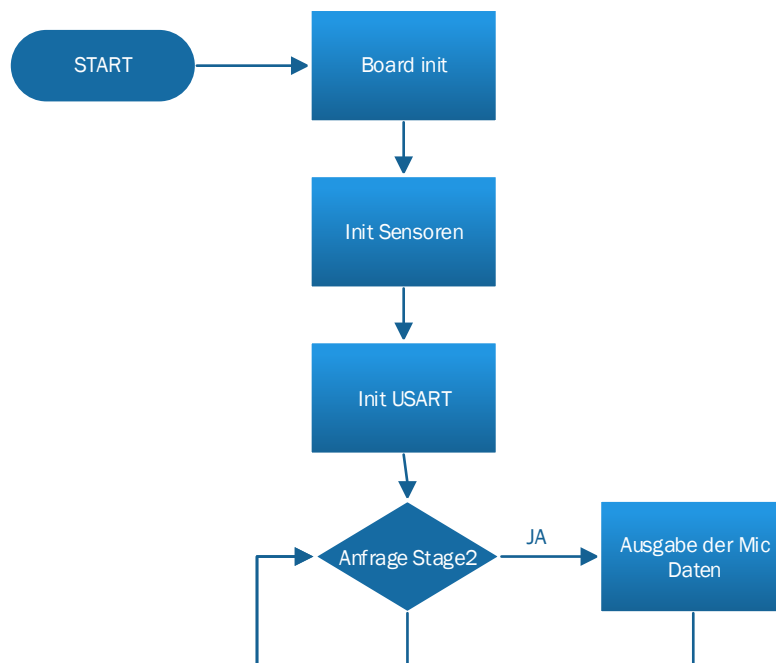 START
Board init
Init Sensoren
Init USART
Anfrage Stage2
JA
Ausgabe der Mic
Daten